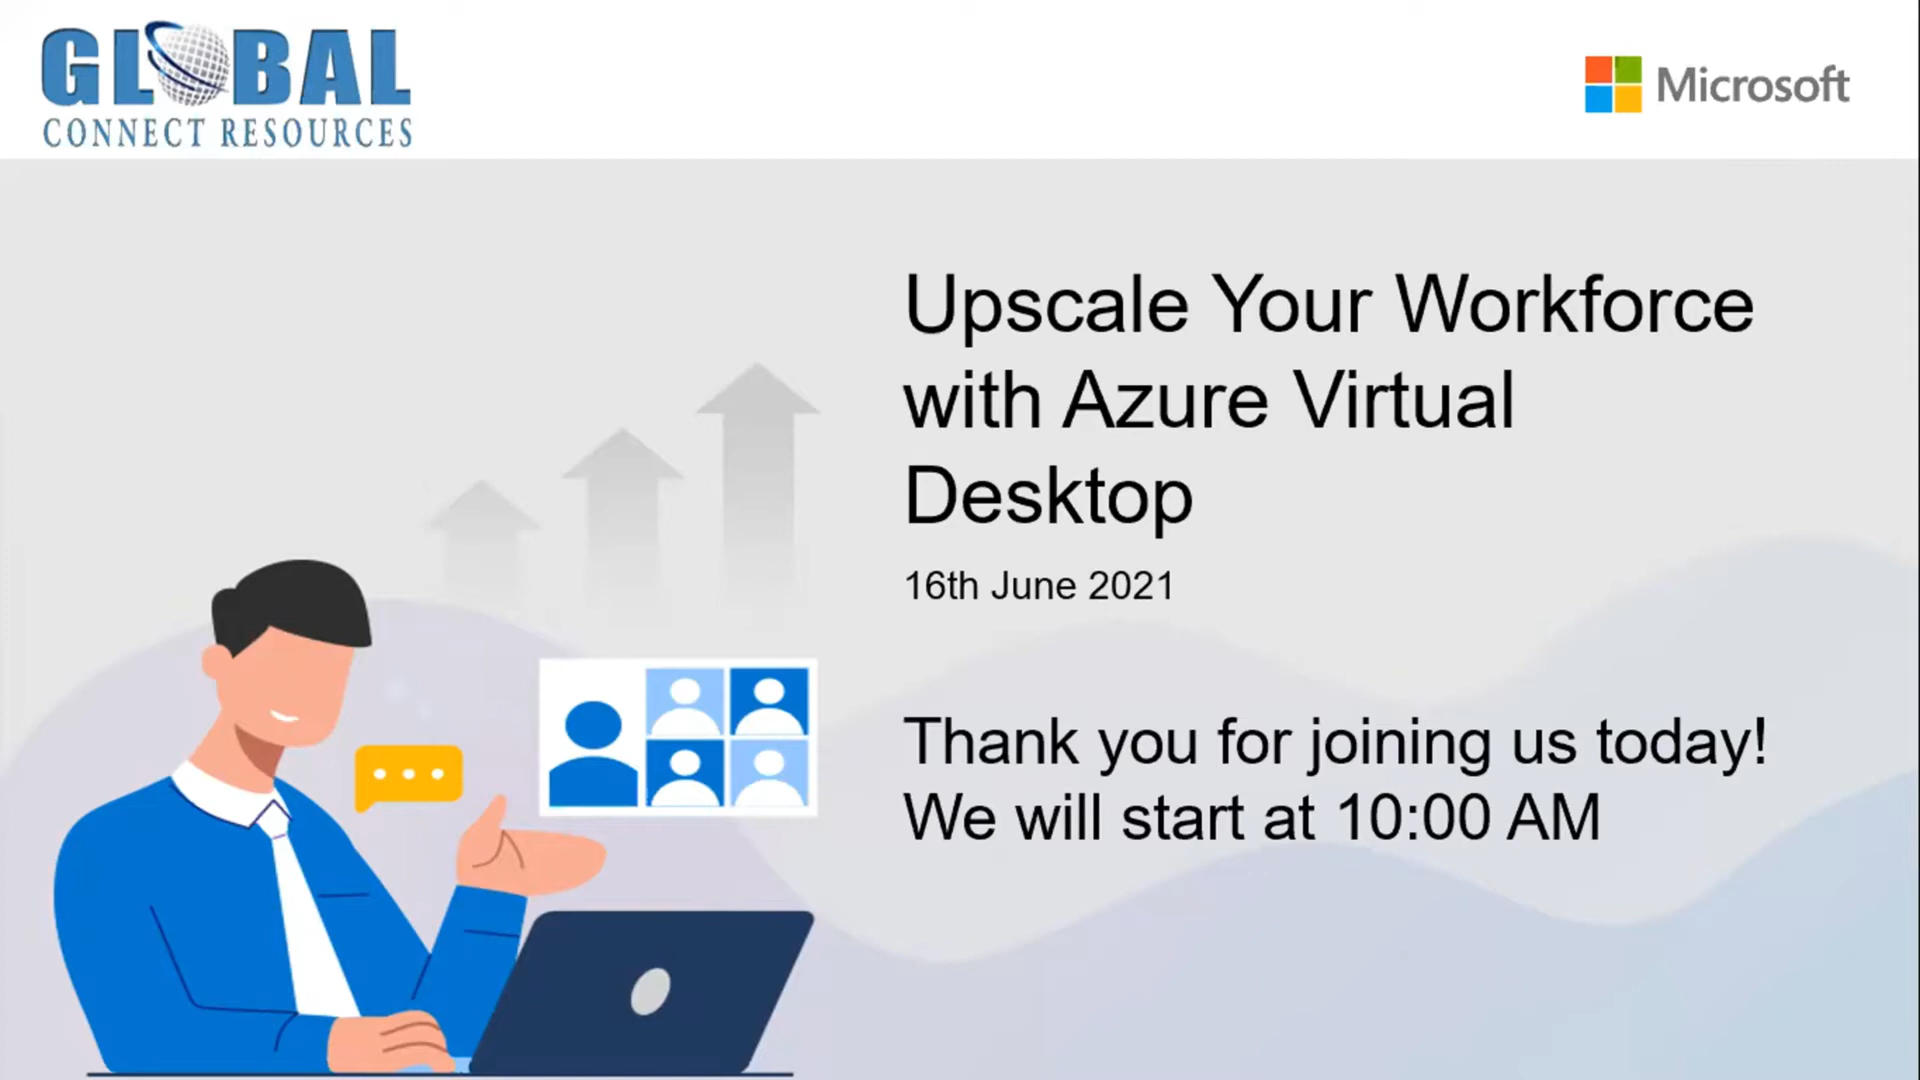 GLOBAL
CONNECT RESOURCES
Microsoft
Upscale Your Workforce
with Azure Virtual
Desktop
16th June 2021
Thank you for joining us today!
We will start at 10:00 AM